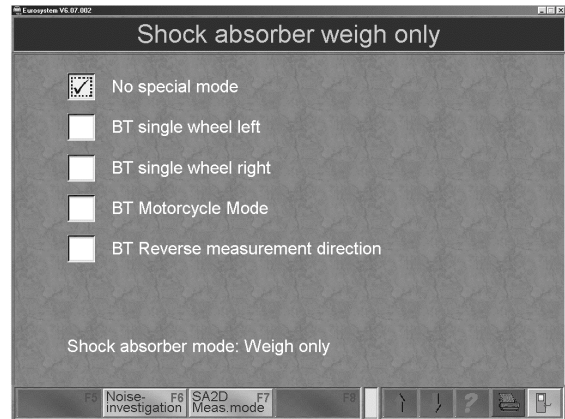 Eurosystem V6.07.002
Shock absorber weigh only
No special mode
BT single wheel left
BT single wheel right
BT Motorcycle Mode
BT Reverse measurement direction
Shock absorber mode: Weigh only
F5
Noise- F6
investigation
SA2D F7
Meas.mode
F8
?